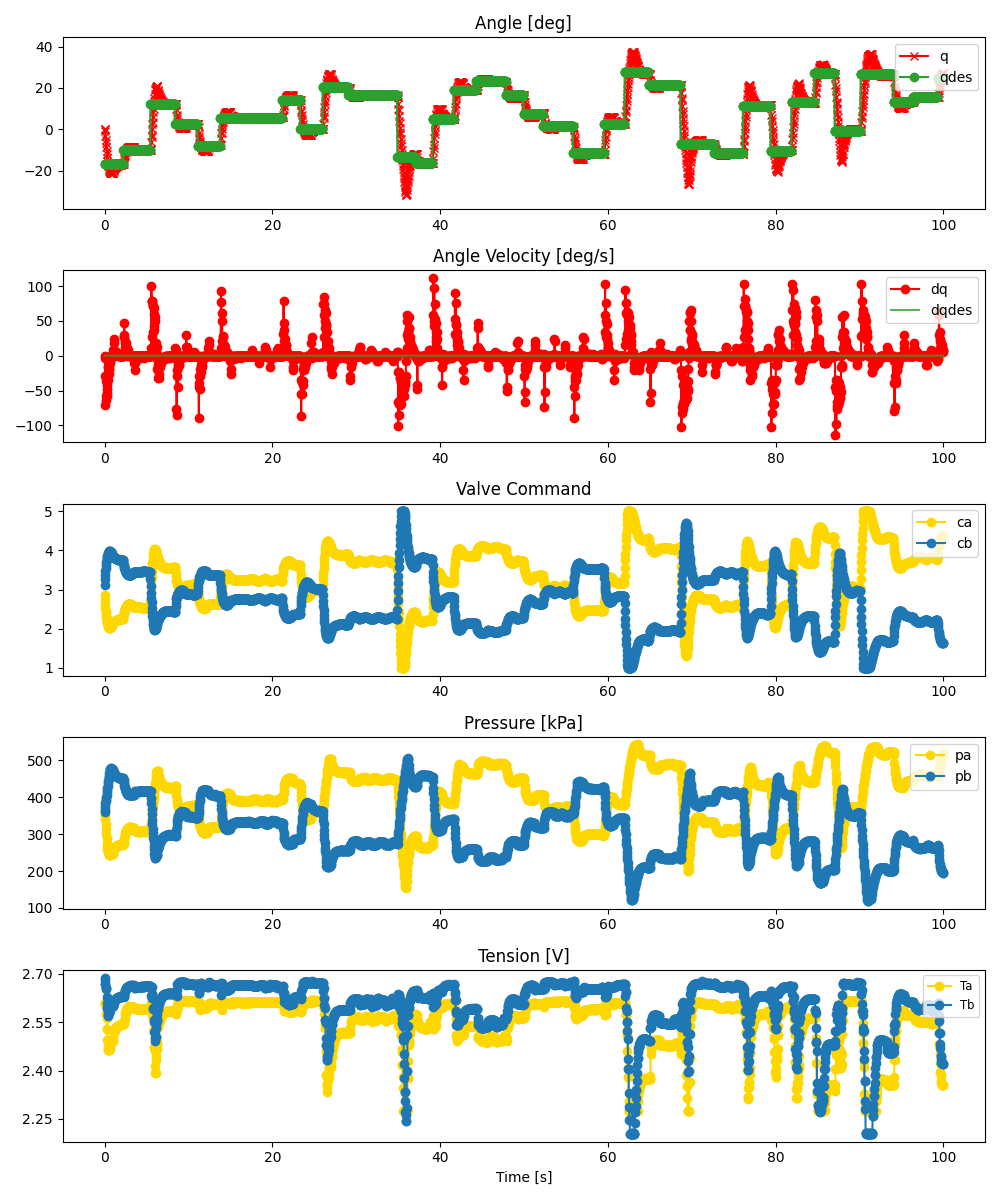 Angle [deg]
40
20
0
−20
q
qdes
0 20 40 60 80 100
Angle Velocity [deg/s]
100
50
0
−50
−100
dq
dqdes
0 20 40 60 80 100
Valve Command
5
4
3
2
1
ca
cb
0 20 40 60 80 100
Pressure [kPa]
500
400
300
200
100
pa
pb
0 20 40 60 80 100
Tension [V]
2.70
2.55
2.40
2.25
Ta
Tb
0 20 40 60 80 100
Time [s]